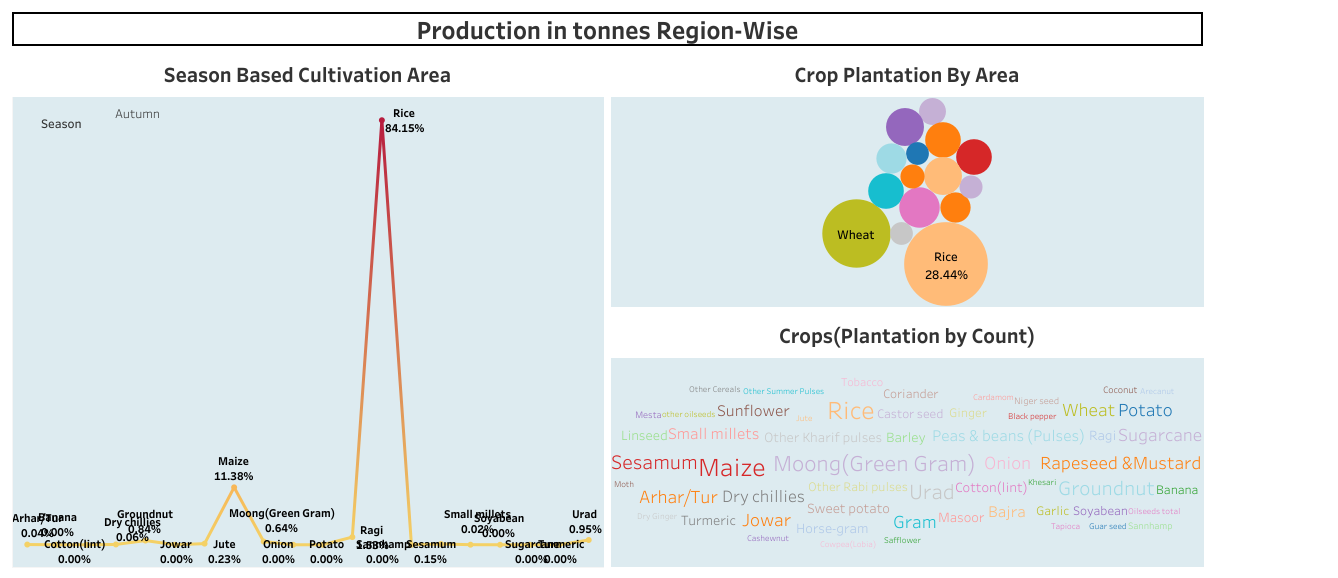 Production in tonnes Region-Wise
Season Based Cultivation Area
Season
Autumn
Rice
84.15%
Maize
11.38%
Arhar/Tur
0.04%
Banana
0.00%
Cotton(lint)
0.00%
Dry chillies
0.06%
Groundnut
0.84%
Jowar
0.00%
Jute
0.23%
Moong(Green Gram)
0.64%
Onion
0.00%
Potato
0.00%
Ragi
Sannhamp
0.00%
Sesamum
0.15%
Small millets
0.02%
Soyabean
0.00%
Sugarcane
0.00%
Turmeric
0.00%
Urad
0.95%
Crop Plantation By Area
Wheat
Rice
28.44%
Crops(Plantation by Count)
Tobacco
Other Cereals Other Summer Pulses Coriander Coconut Arecanut
Cardamom Niger seed
Mesta other oilseeds Sunflower Jute Rice Castor seed Ginger Black pepper Wheat Potato
Linseed Small millets Other Kharif pulses Barley Peas & beans (Pulses) Ragi Sugarcane
Sesamum Maize Moong(Green Gram) Onion Rapeseed &Mustard
Moth Arhar/Tur Dry chillies Other Rabi pulses Urad Cotton(lint) Khesari Groundnut Banana
Dry Ginger Turmeric Jowar Sweet potato Gram Masoor Bajra Garlic Soyabean Oilseeds total
Horse-gram Tapioca Guar seed Sannhamp
Cashewnut Cowpea(Lobia) Safflower